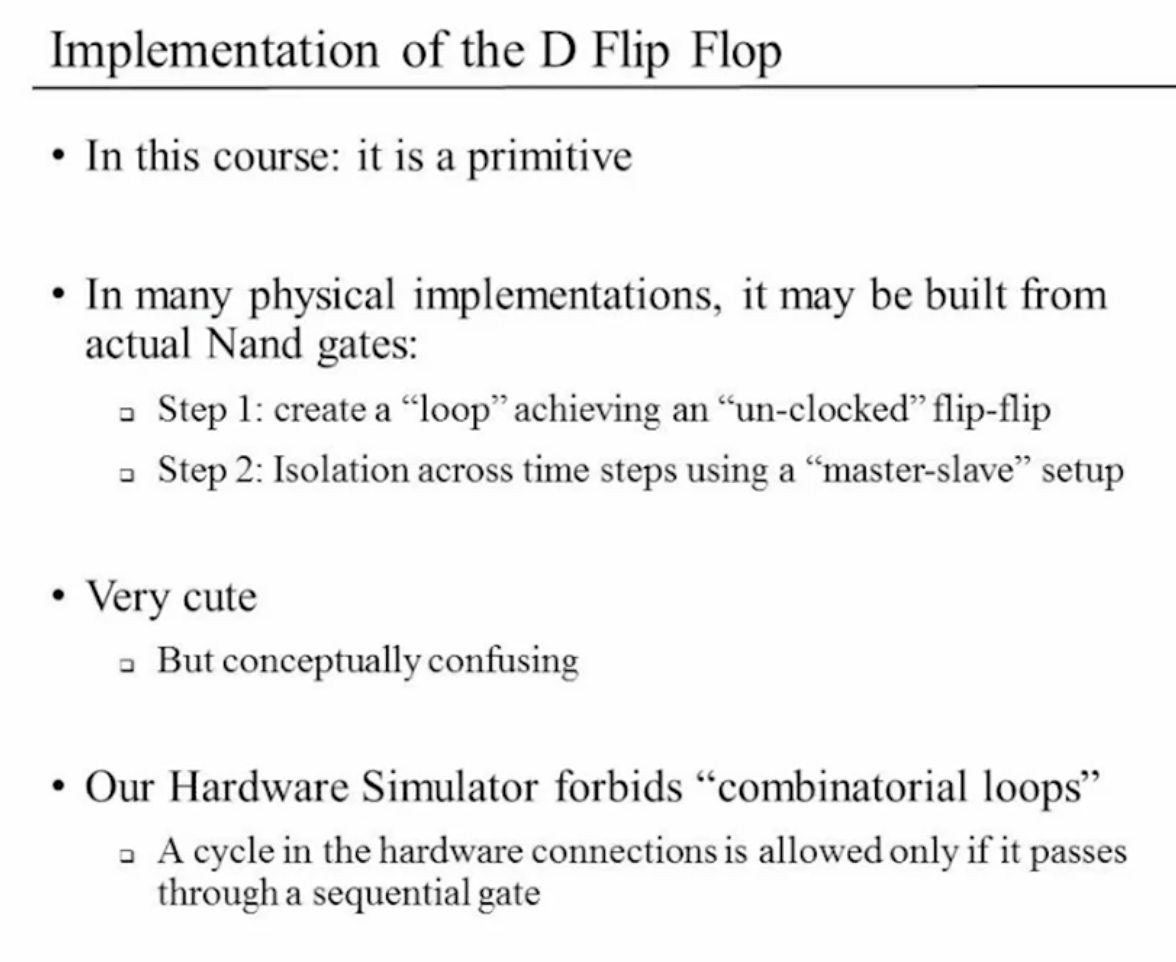 Implementation of the D Flip Flop
• In this course: it is a primitive
• In many physical implementations, it may be built from
actual Nand gates:
❑ Step 1: create a “loop” achieving an “un-clocked” flip-flip
❑ Step 2: Isolation across time steps using a “master-slave” setup
• Very cute
❑ But conceptually confusing
• Our Hardware Simulator forbids “combinatorial loops”
❑ A cycle in the hardware connections is allowed only if it passes
through a sequential gate